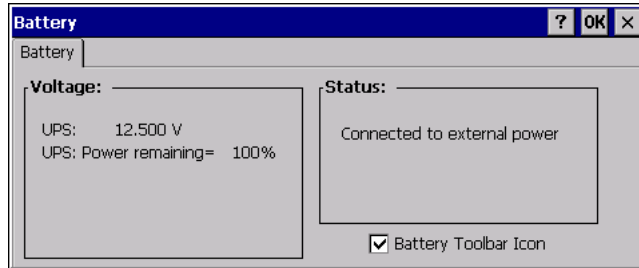 Battery ? OK ×
Battery
Voltage:
UPS: 12.500 V
UPS: Power remaining= 100%
Status:
Connected to external power
Battery Toolbar Icon